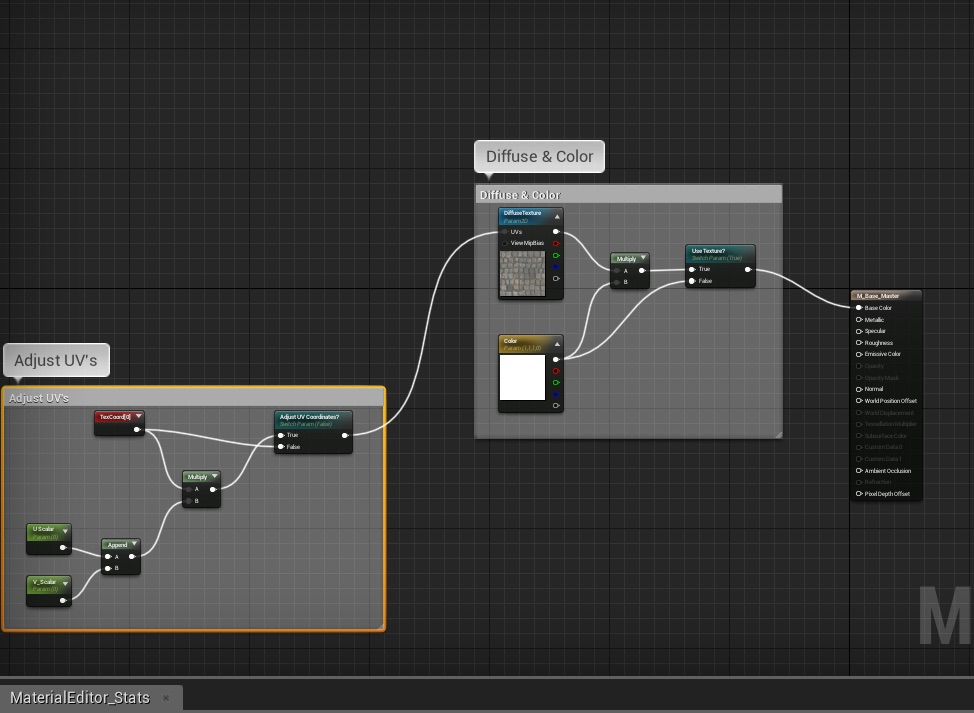 Diffuse & Color
Diffuse & Color
DiffuseTexture
Param2D
UVs
ViewMipBias
Multiply
A
B
Use Texture?
Switch Param (True)
True
False
Color
Param (1,1,1,0)
M_Base_Master
Base Color
Metallic
Specular
Roughness
Emissive Color
Opacity
Opacity Mask
Normal
World Position Offset
World Displacement
Tessellation Multiplier
Subsurface Color
Custom Data 0
Custom Data 1
Ambient Occlusion
Refraction
Pixel Depth Offset
Adjust UV's
Adjust UV's
TexCoord[0]
Adjust UV Coordinates?
Switch Param (False)
True
False
Multiply
A
B
U Scalar
Param (0)
Append
A
B
V_Scalar
Param (0)
M
MaterialEditor_Stats ×